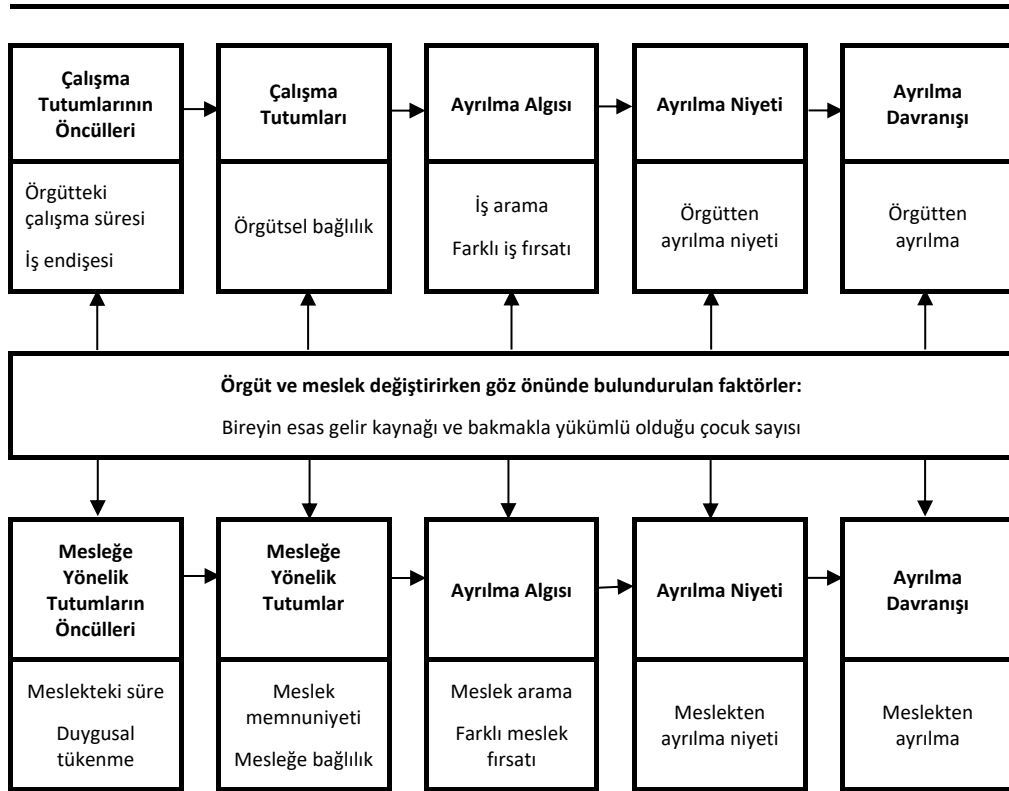 Çalışma
Tutumlarının
Öncülleri
Örgütteki
çalışma süresi
İş endişesi
Çalışma
Tutumları
Örgütsel bağlılık
Ayrılma Algısı
İş arama
Farklı iş fırsatı
Ayrılma Niyeti
Örgütten
ayrılma niyeti
Ayrılma
Davranışı
Örgütten
ayrılma
Örgüt ve meslek değiştirirken göz önünde bulundurulan faktörler:
Bireyin esas gelir kaynağı ve bakmakla yükümlü olduğu çocuk sayısı
Mesleğe
Yönelik
Tutumların
Öncülleri
Meslekteki süre
Duygusal
tükenme
Mesleğe
Yönelik
Tutumlar
Meslek
memnuniyeti
Mesleğe bağlılık
Ayrılma Algısı
Meslek arama
Farklı meslek
fırsatı
Ayrılma Niyeti
Meslekten
ayrılma niyeti
Ayrılma
Davranışı
Meslekten
ayrılma